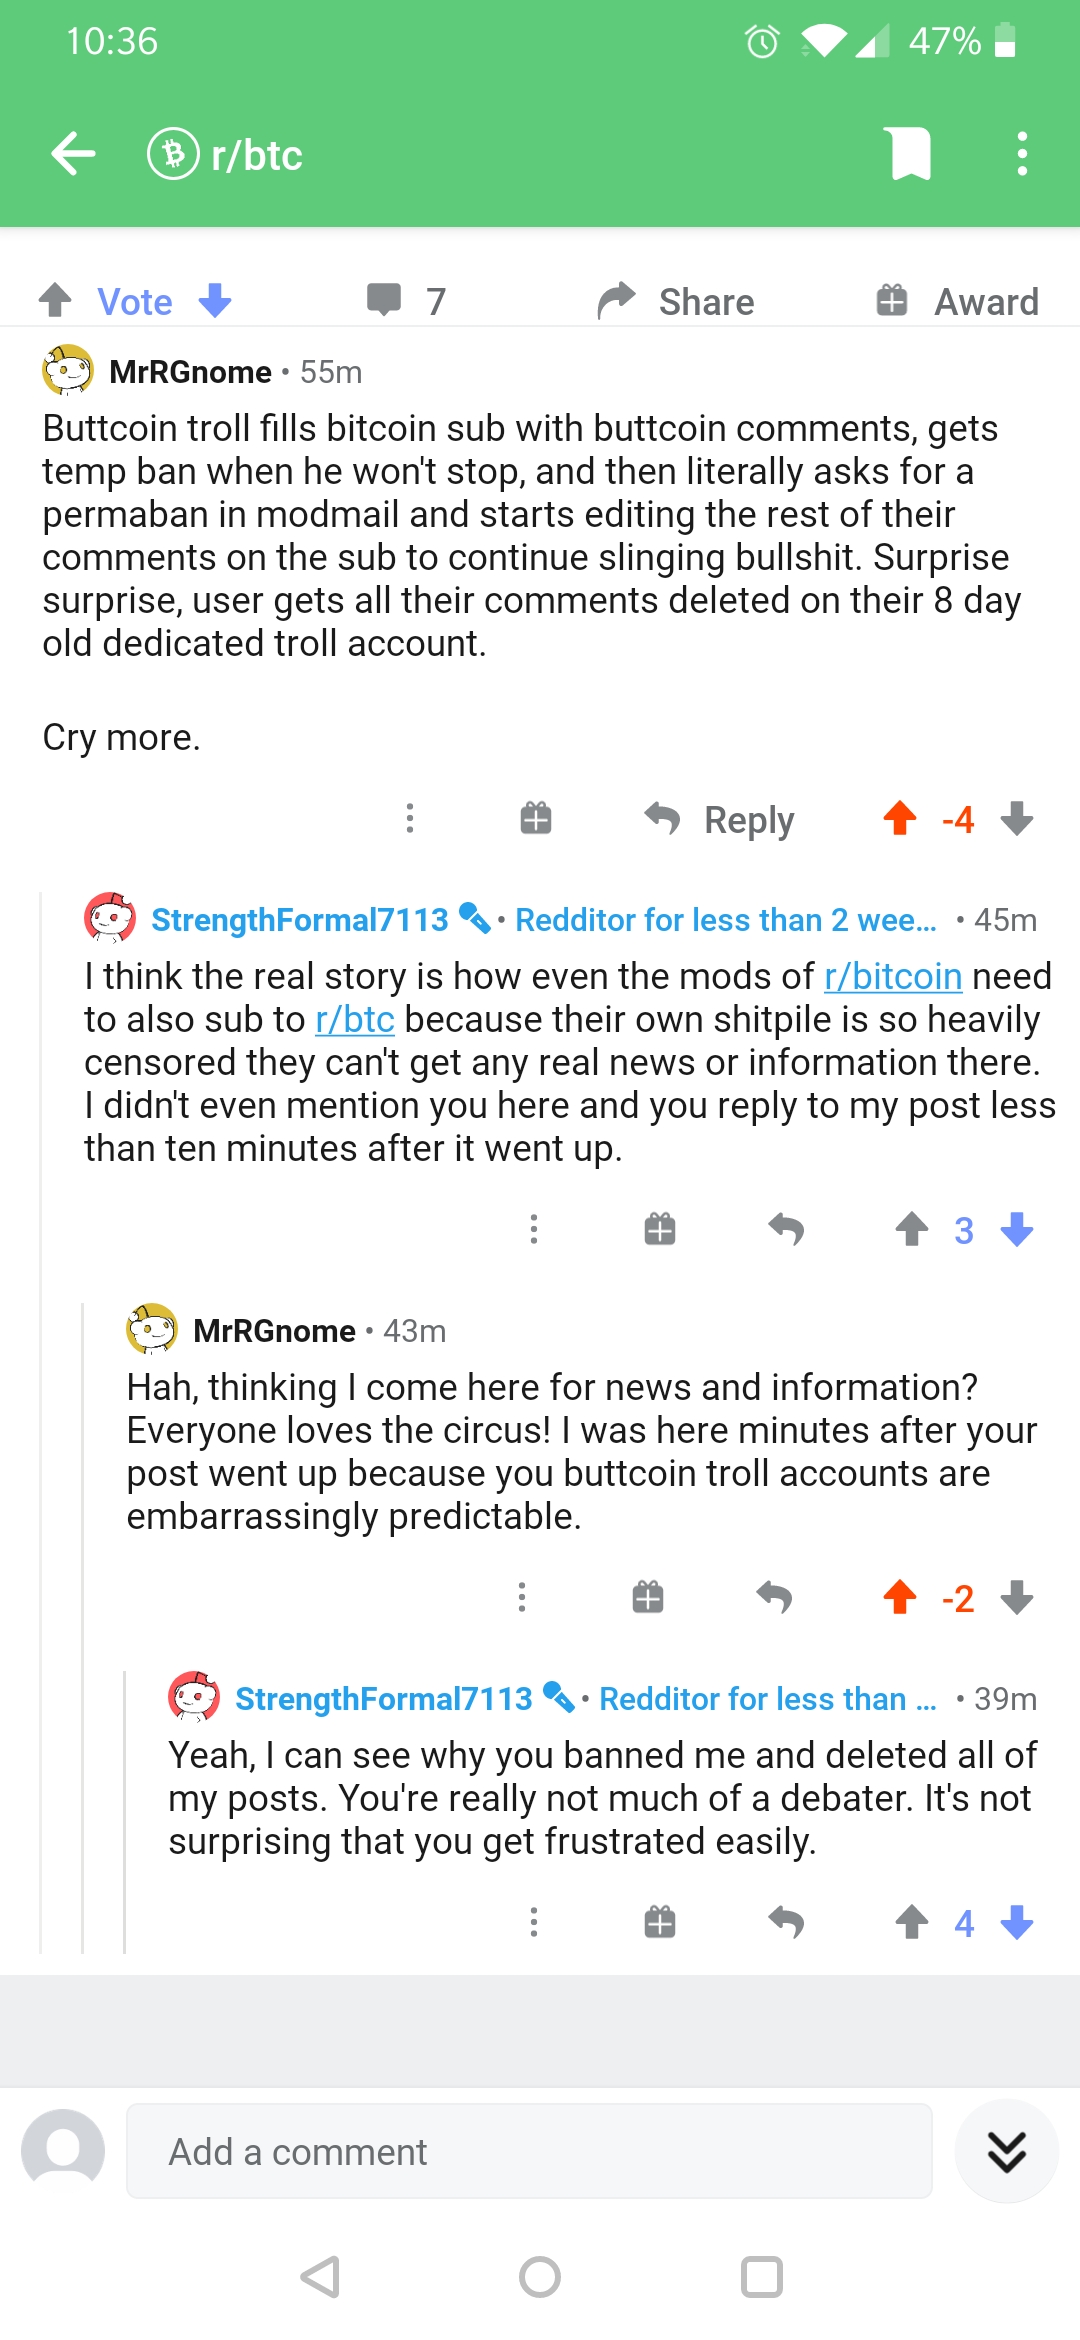 10:36
47%
r/btc
Vote
7
Share
Award
MrRGnome • 55m
Buttcoin troll fills bitcoin sub with buttcoin comments, gets
temp ban when he won't stop, and then literally asks for a
permaban in modmail and starts editing the rest of their
comments on the sub to continue slinging bullshit. Surprise
surprise, user gets all their comments deleted on their 8 day
old dedicated troll account.
Cry more.
Reply
-4
StrengthFormal7113 • Redditor for less than 2 wee... • 45m
I think the real story is how even the mods of r/bitcoin need
to also sub to r/btc because their own shitpile is so heavily
censored they can't get any real news or information there.
I didn't even mention you here and you reply to my post less
than ten minutes after it went up.
3
MrRGnome • 43m
Hah, thinking I come here for news and information?
Everyone loves the circus! I was here minutes after your
post went up because you buttcoin troll accounts are
embarrassingly predictable.
-2
StrengthFormal7113 • Redditor for less than ... • 39m
Yeah, I can see why you banned me and deleted all of
my posts. You're really not much of a debater. It's not
surprising that you get frustrated easily.
4
Add a comment